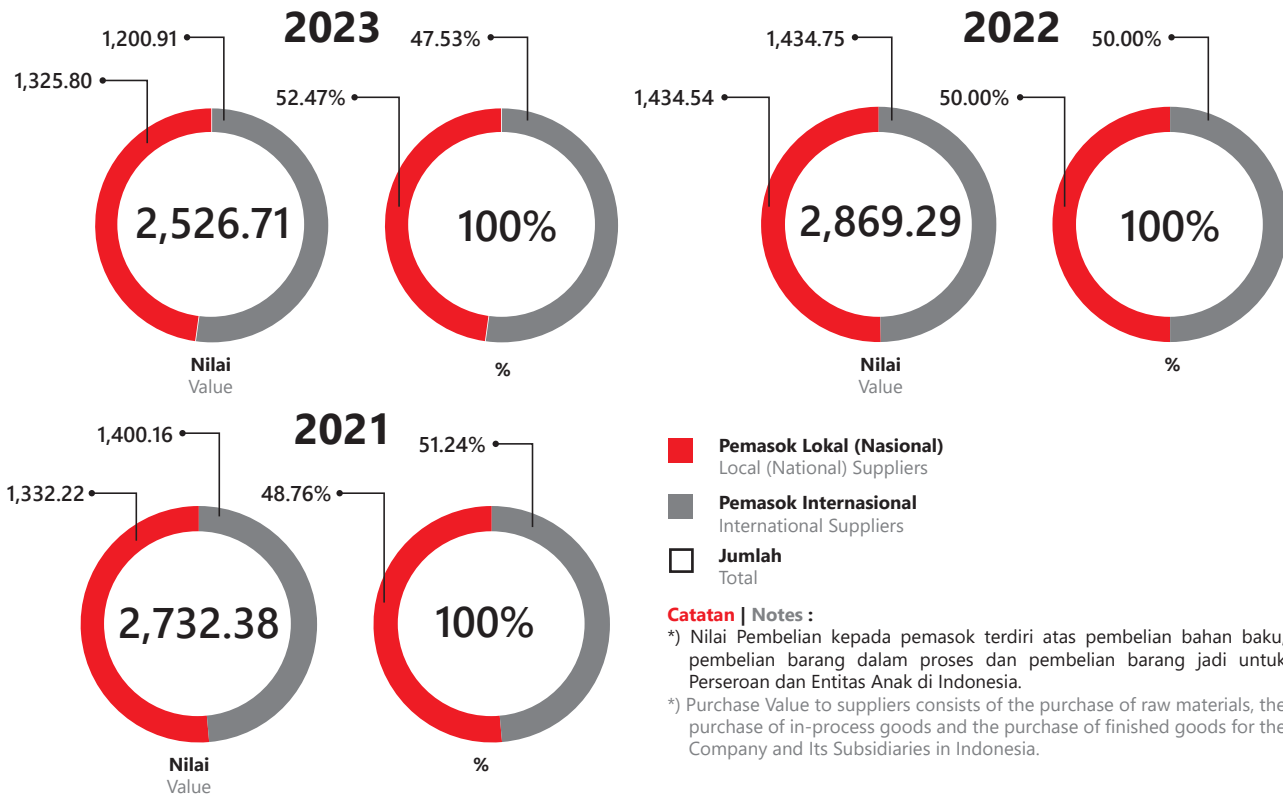 2023
1,200.91
47.53%
1,325.80
52.47%
2,526.71
100%
Nilai
Value
%
2022
1,434.75
50.00%
1,434.54
50.00%
2,869.29
100%
Nilai
Value
%
2021
1,400.16
51.24%
1,332.22
48.76%
2,732.38
100%
Nilai
Value
%
Pemasok Lokal (Nasional)
Local (National) Suppliers
Pemasok Internasional
International Suppliers
Jumlah
Total
Catatan | Notes :
*) Nilai Pembelian kepada pemasok terdiri atas pembelian bahan baku,
pembelian barang dalam proses dan pembelian barang jadi untuk
Perseroan dan Entitas Anak di Indonesia.
*) Purchase Value to suppliers consists of the purchase of raw materials, the
purchase of in-process goods and the purchase of finished goods for the
Company and Its Subsidiaries in Indonesia.